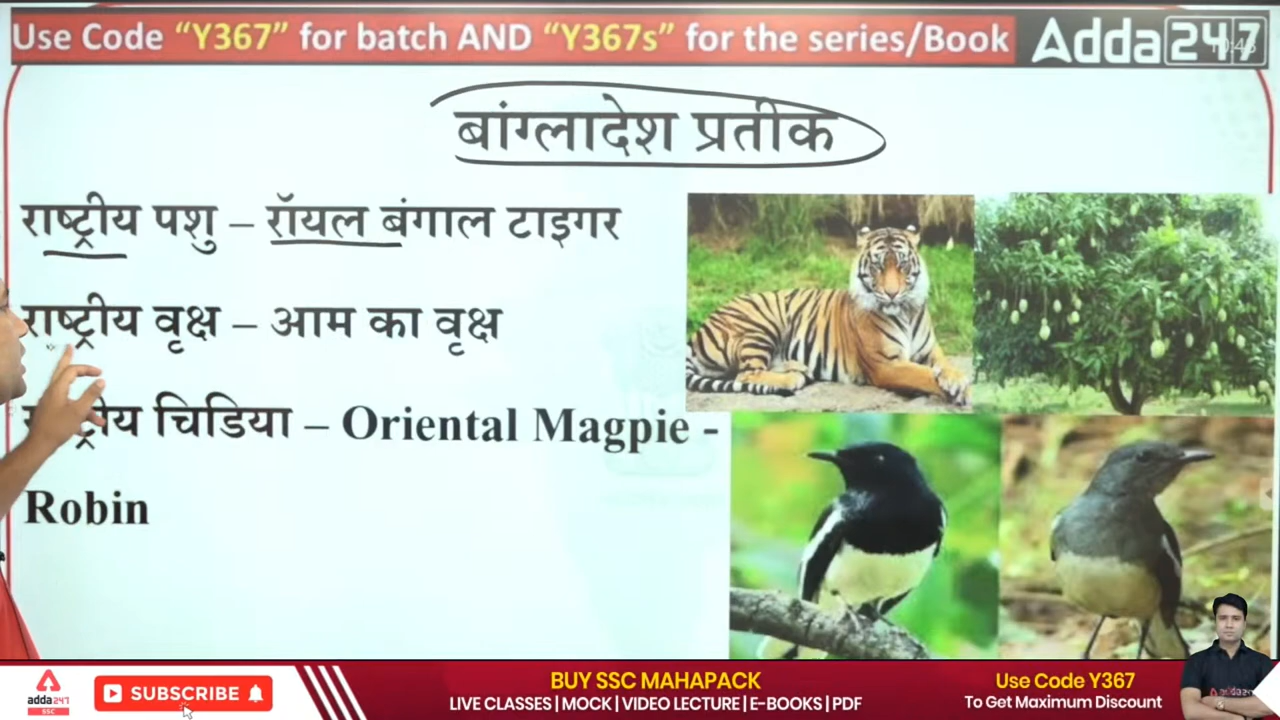 Use Code “Y367” for batch AND “Y367s” for the series/Book
Adda247
बांग्लादेश प्रतीक
राष्ट्रीय पशु – रॉयल बंगाल टाइगर
राष्ट्रीय वृक्ष – आम का वृक्ष
चिडिया – Oriental Magpie -
Robin
adda247
SSC
SUBSCRIBE
BUY SSC MAHAPACK
LIVE CLASSES | MOCK | VIDEO LECTURE | E-BOOKS | PDF
Use Code Y367
To Get Maximum Discount